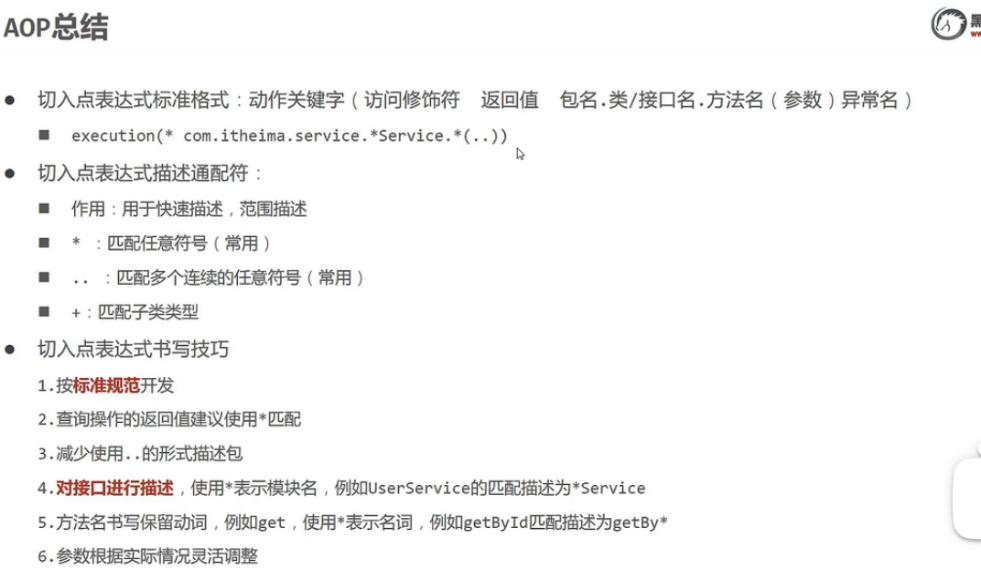 AOP总结
黑
ww
● 切入点表达式标准格式：动作关键字（访问修饰符 返回值 包名.类/接口名.方法名（参数）异常名）
■ execution(* com.itheima.service.*Service.*(..))
● 切入点表达式描述通配符：
■ 作用：用于快速描述，范围描述
■ * ：匹配任意符号（常用）
■ .. ：匹配多个连续的任意符号（常用）
■ +：匹配子类类型
● 切入点表达式书写技巧
1.按标准规范开发
2.查询操作的返回值建议使用*匹配
3.减少使用..的形式描述包
4.对接口进行描述，使用*表示模块名，例如UserService的匹配描述为*Service
5.方法名书写保留动词，例如get，使用*表示名词，例如getById匹配描述为getBy*
6.参数根据实际情况灵活调整